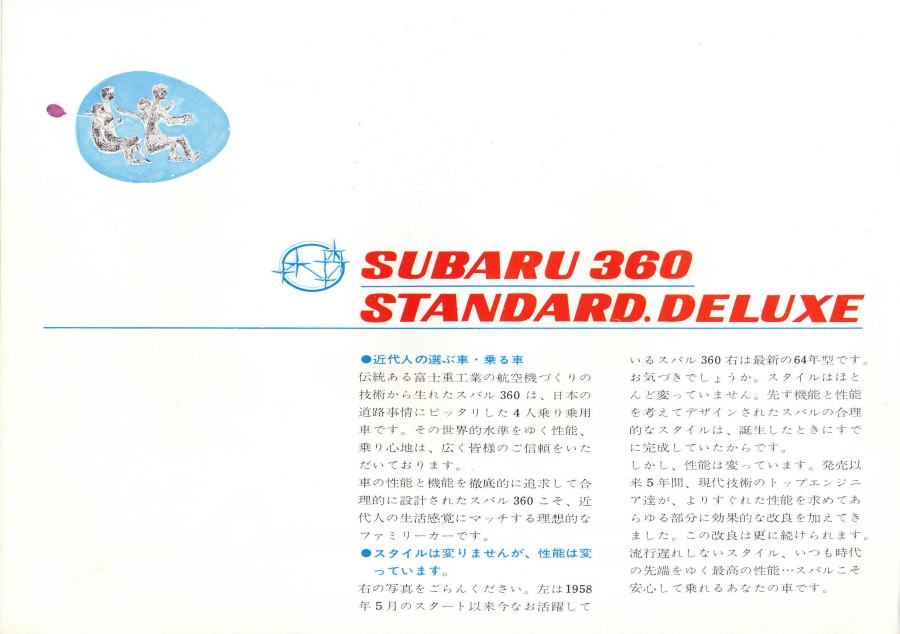 SUBARU 360
STANDARD.DELUXE
●近代人の選ぶ車・乗る車
伝統ある富士重工業の航空機づくりの
技術から生れたスバル360は、日本の
道路事情にピッタリした4人乗り乗用
車です。その世界的水準をゆく性能、
乗り心地は、広く皆様のご信頼をいた
だいております。
車の性能と機能を徹底的に追求して合
理的に設計されたスバル360こそ、近
代人の生活感覚にマッチする理想的な
ファミリーカーです。
●スタイルは変りませんが、性能は変
っています。
右の写真をごらんください。左は1958
年5月のスタート以来今なお活躍して
いるスバル360右は最新の64年型です。
お気づきでしょうか。スタイルはほと
んど変っていません。先ず機能と性能
を考えてデザインされたスバルの合理
的なスタイルは、誕生したときにすで
に完成していたからです。
しかし、性能は変っています。発売以
来5年間、現代技術のトップエンジニ
ア達が、よりすぐれた性能を求めてあ
らゆる部分に効果的な改良を加えてき
ました。この改良は更に続けられます。
流行遅れしないスタイル、いつも時代
の先端をゆく最高の性能…スバルこそ
安心して乗れるあなたの車です。